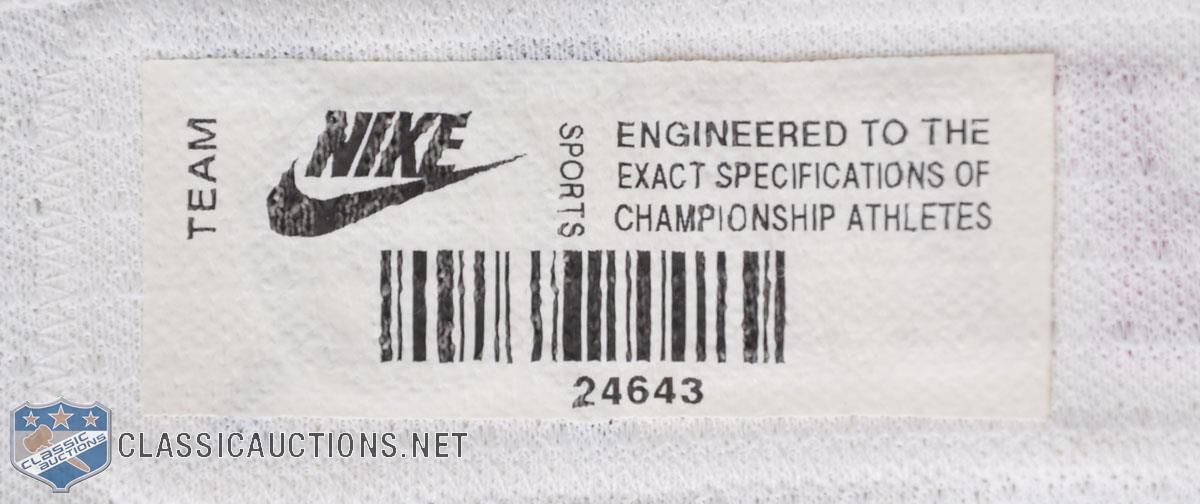 TEAM
NIKE
SPORTS
ENGINEERED TO THE
EXACT SPECIFICATIONS OF
CHAMPIONSHIP ATHLETES
24643
CLASSIC
AUCTIONS
CLASSICAUCTIONS.NET